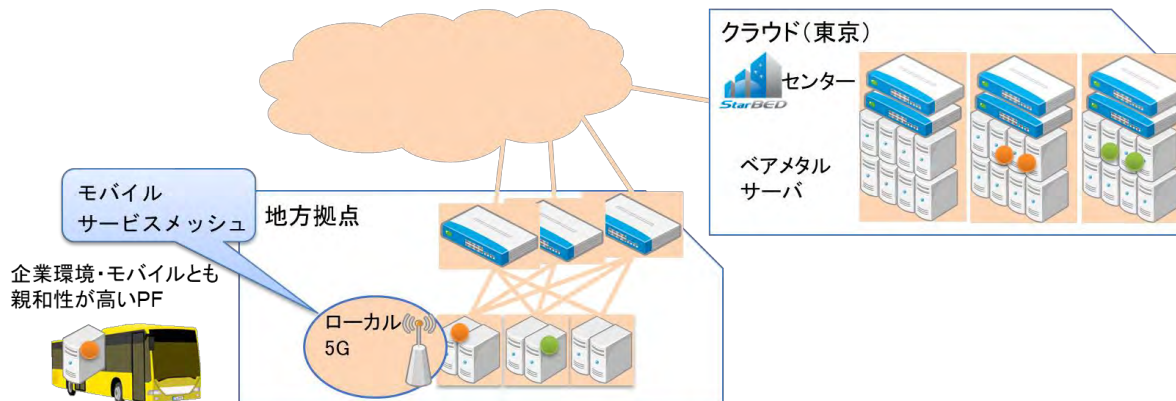 クラウド(東京)
StarBED
センター
ベアメタル
サーバ
モバイル
サービスメッシュ
地方拠点
企業環境・モバイルとも
親和性が高いPF
ローカル
5G